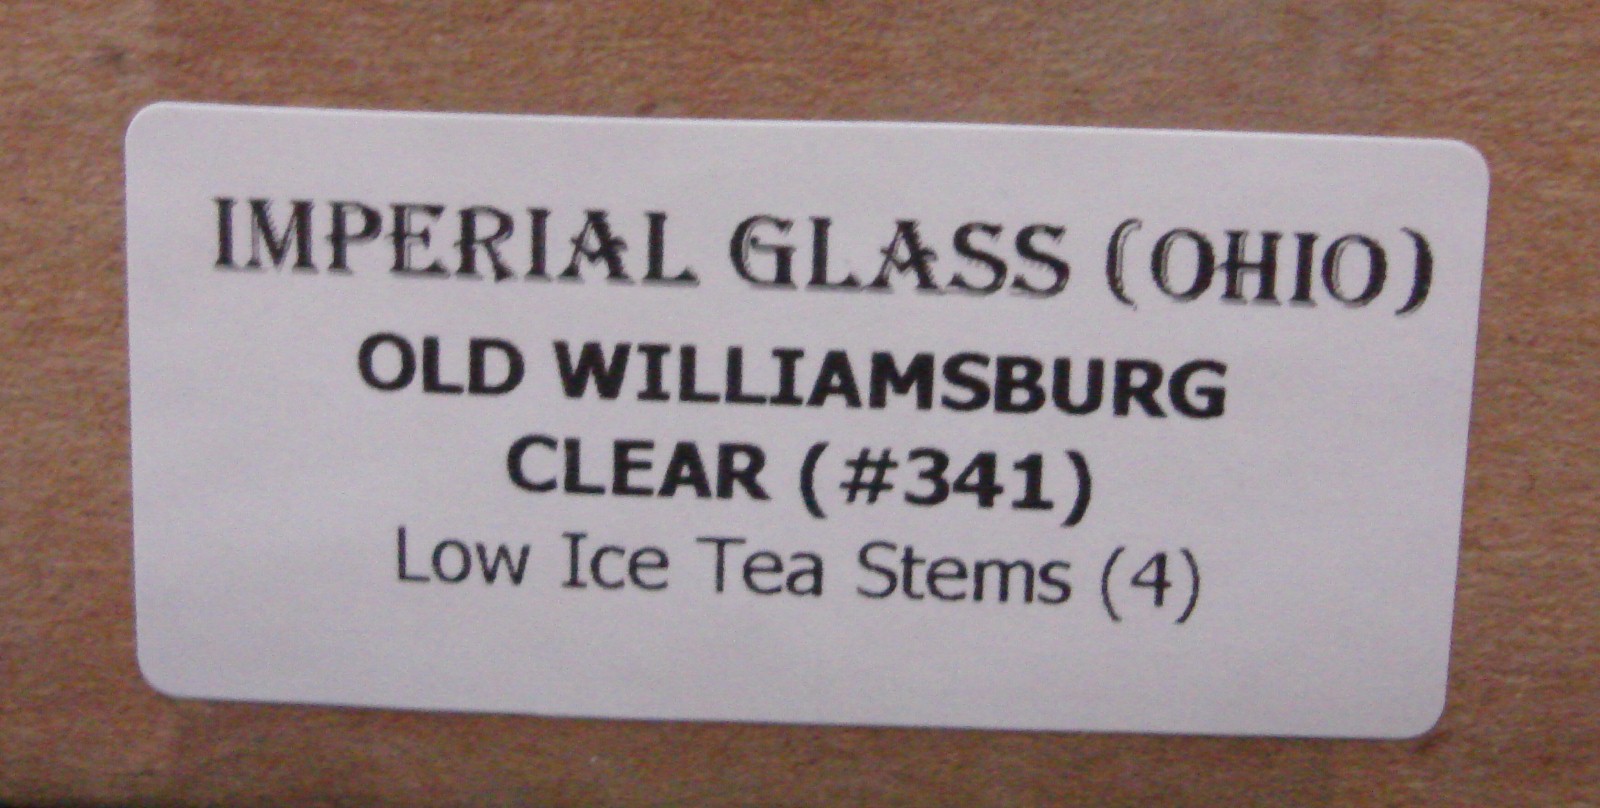 IMPERIAL GLASS (OHIO)
OLD WILLIAMSBURG
CLEAR (#341)
Low Ice Tea Stems (4)